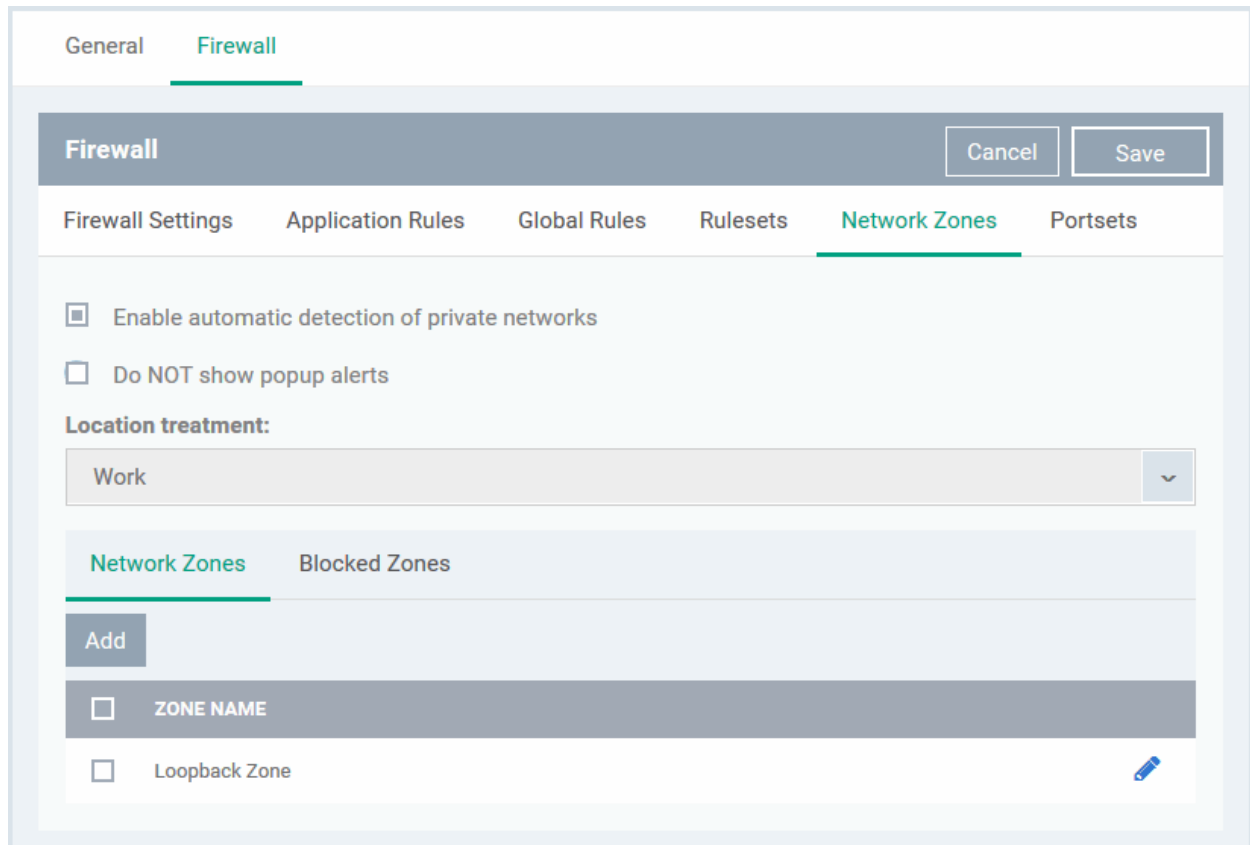 General Firewall
Firewall Cancel Save
Firewall Settings Application Rules Global Rules Rulesets Network Zones Portsets
Enable automatic detection of private networks
Do NOT show popup alerts
Location treatment:
Work
Network Zones Blocked Zones
Add
ZONE NAME
Loopback Zone